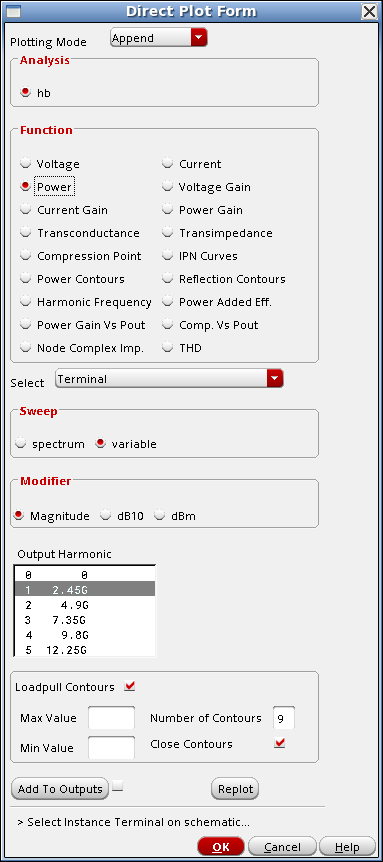 Direct Plot Form
Plotting Mode Append
Analysis
hb
Function
Voltage Current
Power Voltage Gain
Current Gain Power Gain
Transconductance Transimpedance
Compression Point IPN Curves
Power Contours Reflection Contours
Harmonic Frequency Power Added Eff.
Power Gain Vs Pout Comp. Vs Pout
Node Complex Imp. THD
Select Terminal
Sweep
spectrum variable
Modifier
Magnitude dB10 dBm
Output Harmonic
0 0
1 2.45G
2 4.9G
3 7.35G
4 9.8G
5 12.25G
Loadpull Contours
Max Value Number of Contours 9
Min Value Close Contours
Add To Outputs Replot
> Select Instance Terminal on schematic...
OK Cancel Help